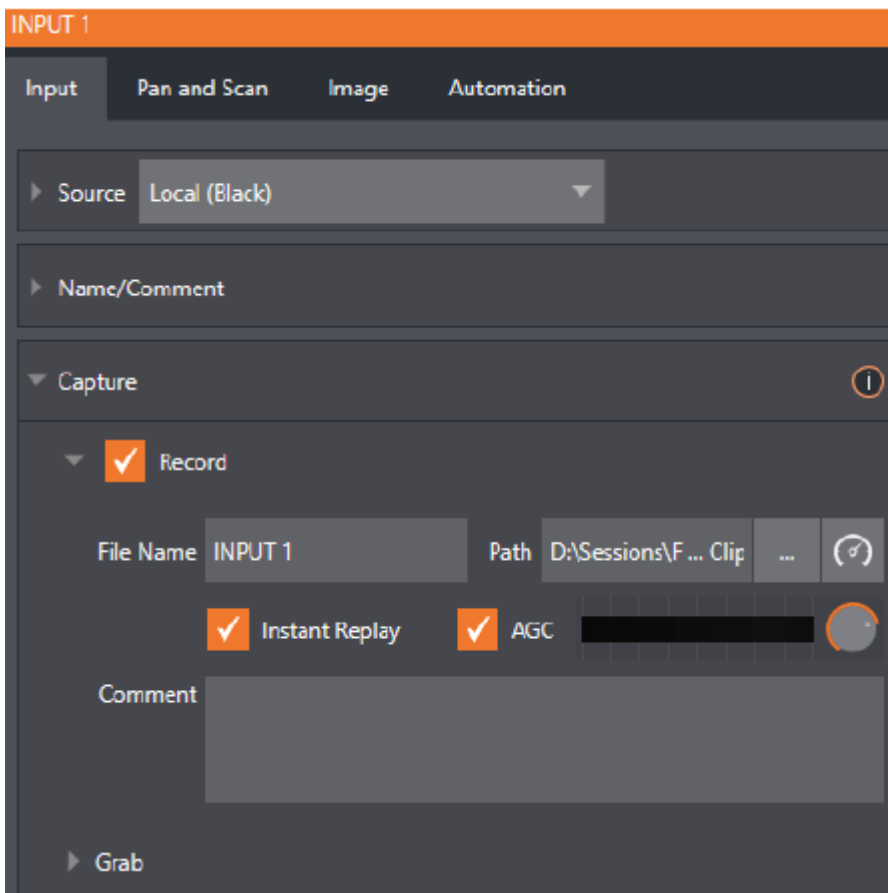 INPUT 1
Input Pan and Scan Image Automation
Source Local (Black)
Name/Comment
Capture i
Record
File Name INPUT 1 Path D:\Sessions\F ... Clip ...
Instant Replay AGC
Comment
Grab